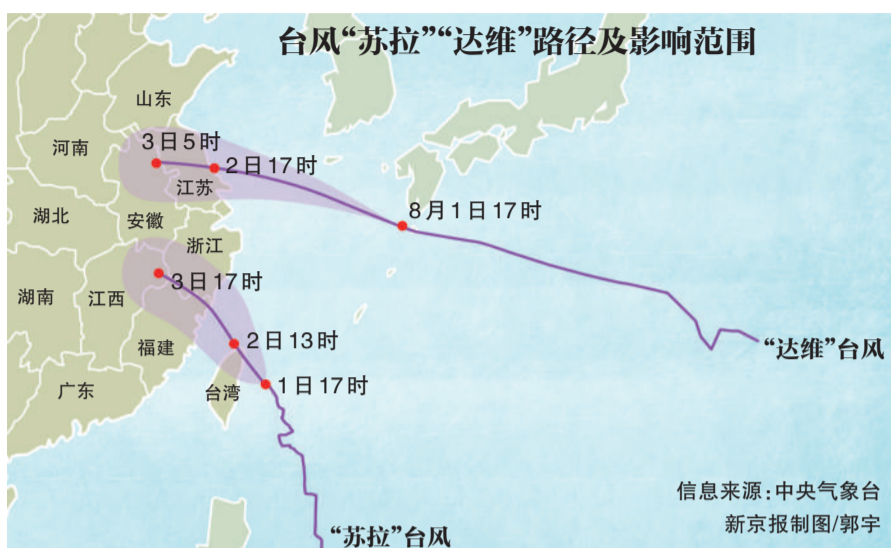 台风“苏拉”“达维”路径及影响范围
山东
3日5时
河南
2日17时
江苏
湖北
安徽
8月1日17时
浙江
3日17时
湖南
江西
2日13时
福建
“达维”台风
广东
台湾
1日17时
信息来源:中央气象台
新京报制图/郭宇
“苏拉”台风